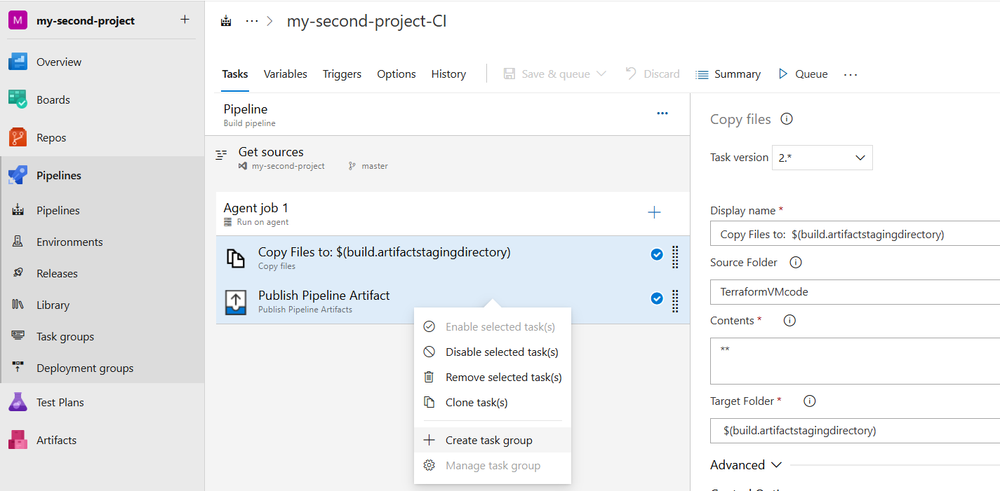 M my-second-project +
Overview
Boards
Repos
Pipelines
Pipelines
Environments
Releases
Library
Task groups
Deployment groups
Test Plans
Artifacts
··· > my-second-project-CI
Tasks Variables Triggers Options History Save & queue Discard Summary Queue ···
Pipeline
Build pipeline
Get sources
my-second-project master
Agent job 1
Run on agent
Copy Files to: $(build.artifactstagingdirectory)
Copy files
Publish Pipeline Artifact
Publish Pipeline Artifacts
Enable selected task(s)
Disable selected task(s)
Remove selected task(s)
Clone task(s)
Create task group
Manage task group
Copy files
Task version 2.*
Display name *
Copy Files to: $(build.artifactstagingdirectory)
Source Folder
TerraformVMcode
Contents *
**
Target Folder *
$(build.artifactstagingdirectory)
Advanced